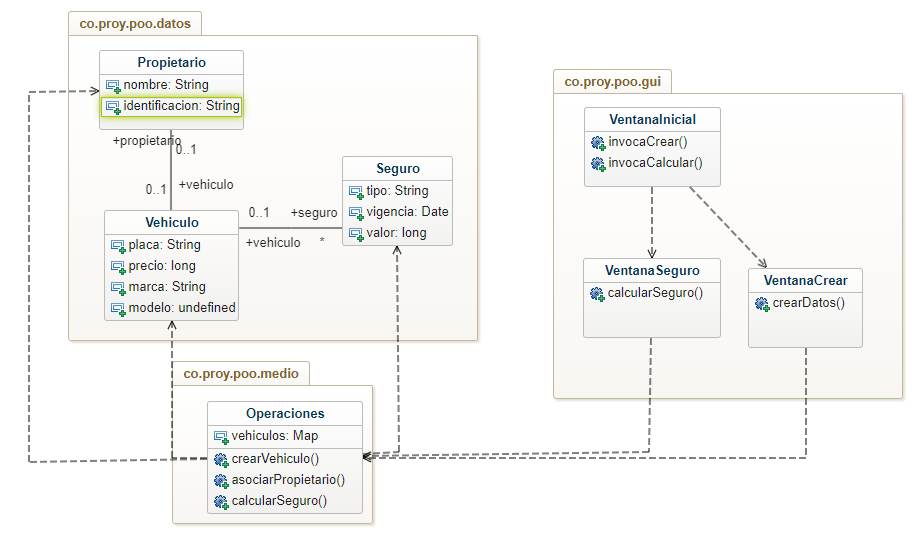 co.proy.poo.datos
Propietario
nombre: String
identificacion: String
+propietario
0..1
0..1
+vehiculo
Vehiculo
placa: String
precio: long
marca: String
modelo: undefined
0..1
+seguro
+vehiculo
*
Seguro
tipo: String
vigencia: Date
valor: long
co.proy.poo.medio
Operaciones
vehiculos: Map
crearVehiculo()
asociarPropietario()
calcularSeguro()
co.proy.poo.gui
VentanaInicial
invocaCrear()
invocaCalcular()
VentanaSeguro
calcularSeguro()
VentanaCrear
crearDatos()